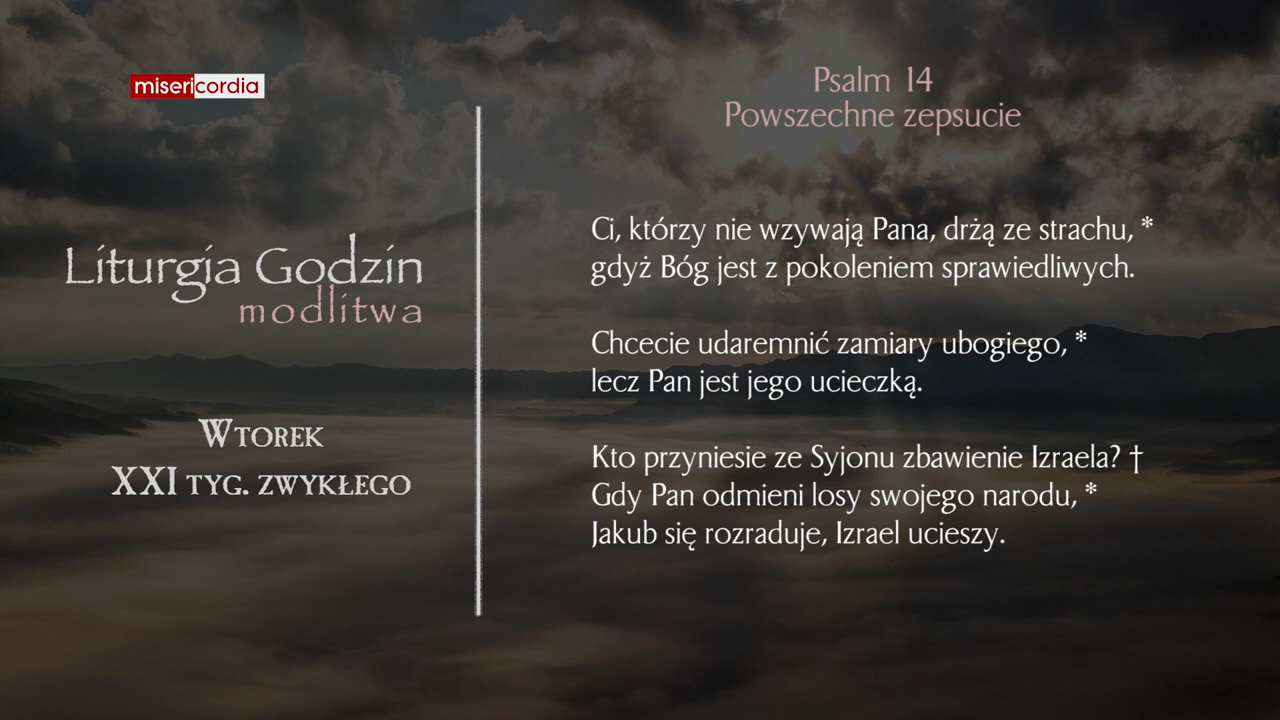 misericordia
Liturgia Godzin
modlitwa
Wtorek
XXI tyg. zwykłego
Psalm 14
Powszechne zepsucie
Ci, którzy nie wzywają Pana, drżą ze strachu, *
gdyż Bóg jest z pokoleniem sprawiedliwych.
Chcecie udaremnić zamiary ubogiego, *
lecz Pan jest jego ucieczką.
Kto przyniesie ze Syjonu zbawienie Izraela? †
Gdy Pan odmieni losy swojego narodu, *
Jakub się rozraduje, Izrael ucieszy.